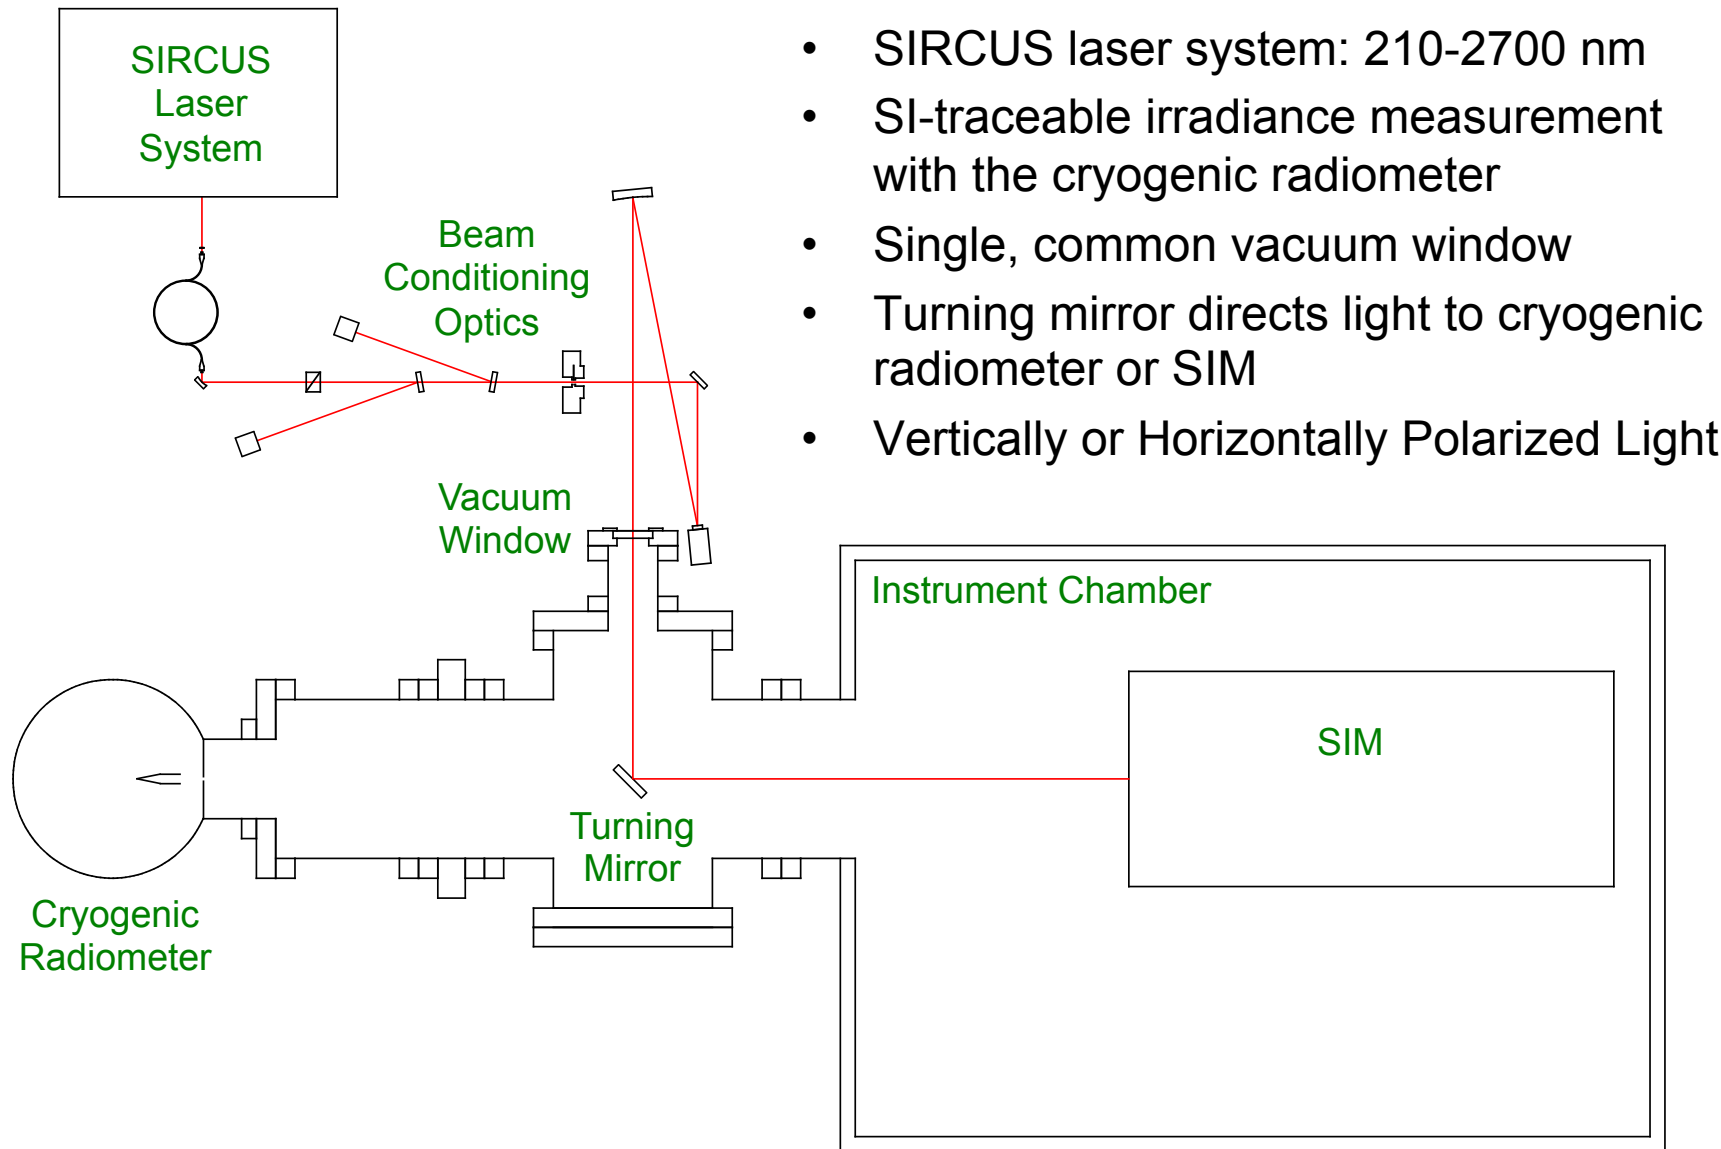 SIRCUS
Laser
System
• SIRCUS laser system: 210-2700 nm
• SI-traceable irradiance measurement
with the cryogenic radiometer
• Single, common vacuum window
• Turning mirror directs light to cryogenic
radiometer or SIM
• Vertically or Horizontally Polarized Light
Beam
Conditioning
Optics
Vacuum
Window
Instrument Chamber
SIM
Turning
Mirror
Cryogenic
Radiometer